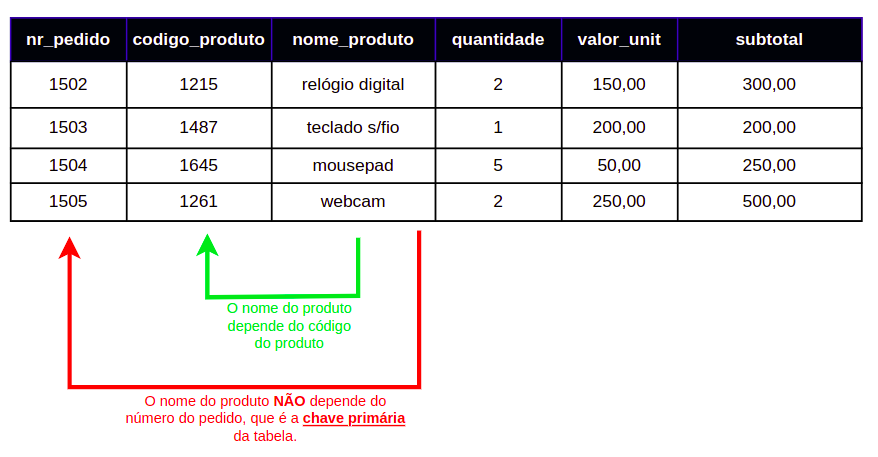 nr_pedido codigo_produto nome_produto quantidade valor_unit subtotal
1502 1215 relógio digital 2 150,00 300,00
1503 1487 teclado s/fio 1 200,00 200,00
1504 1645 mousepad 5 50,00 250,00
1505 1261 webcam 2 250,00 500,00
O nome do produto
depende do código
do produto
O nome do produto NÃO depende do
número do pedido, que é a chave primária
da tabela.